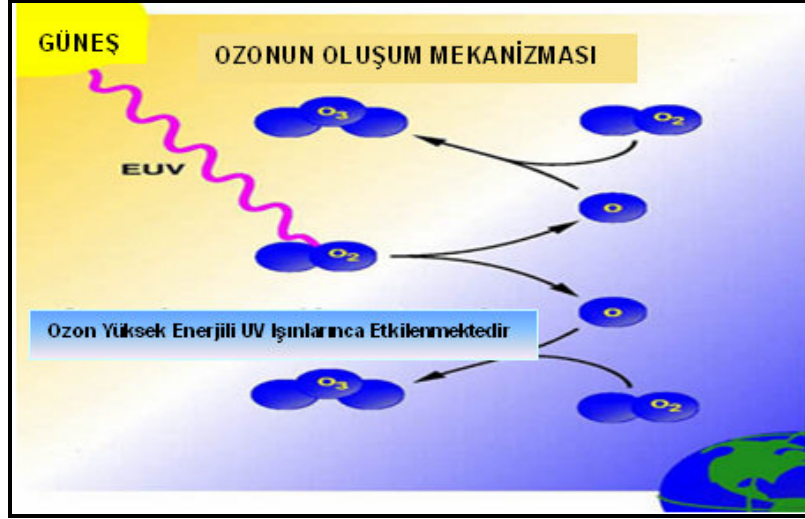 GÜNEŞ
OZONUN OLUŞUM MEKANİZMASI
O3
O2
EUV
O
O2
O
Ozon Yüksek Enerjili UV Işınlarınca Etkilenmektedir
O3
O2